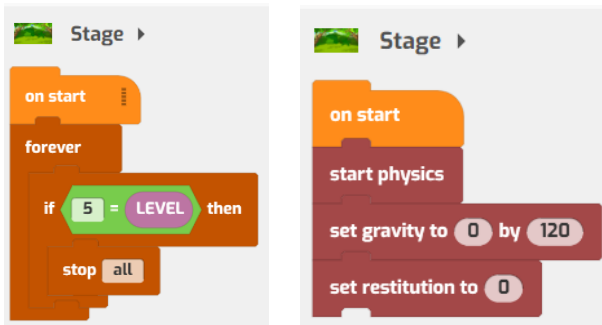 Stage
on start
forever
if 5 = LEVEL then
stop all
Stage
on start
start physics
set gravity to 0 by 120
set restitution to 0